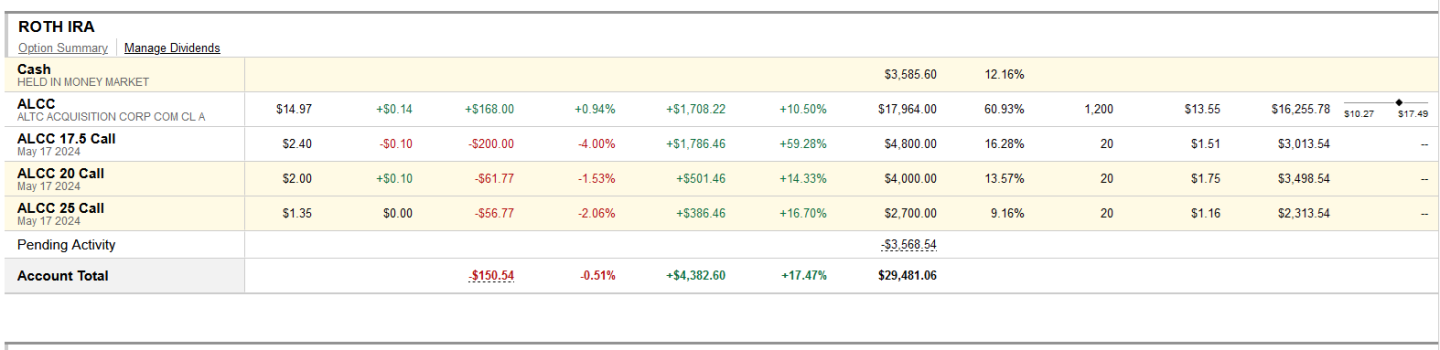 ROTH IRA
Option Summary Manage Dividends
Cash
HELD IN MONEY MARKET
$3,585.60 12.16%
ALCC
ALTC ACQUISITION CORP COM CL A
$14.97 +$0.14 +$168.00 +0.94% +$1,708.22 +10.50% $17,964.00 60.93% 1,200 $13.55 $16,255.78 $10.27 $17.49
ALCC 17.5 Call
May 17 2024
$2.40 -$0.10 -$200.00 -4.00% +$1,786.46 +59.28% $4,800.00 16.28% 20 $1.51 $3,013.54 --
ALCC 20 Call
May 17 2024
$2.00 +$0.10 -$61.77 -1.53% +$501.46 +14.33% $4,000.00 13.57% 20 $1.75 $3,498.54 --
ALCC 25 Call
May 17 2024
$1.35 $0.00 -$56.77 -2.06% +$386.46 +16.70% $2,700.00 9.16% 20 $1.16 $2,313.54 --
Pending Activity -$3,568.54
Account Total -$150.54 -0.51% +$4,382.60 +17.47% $29,481.06